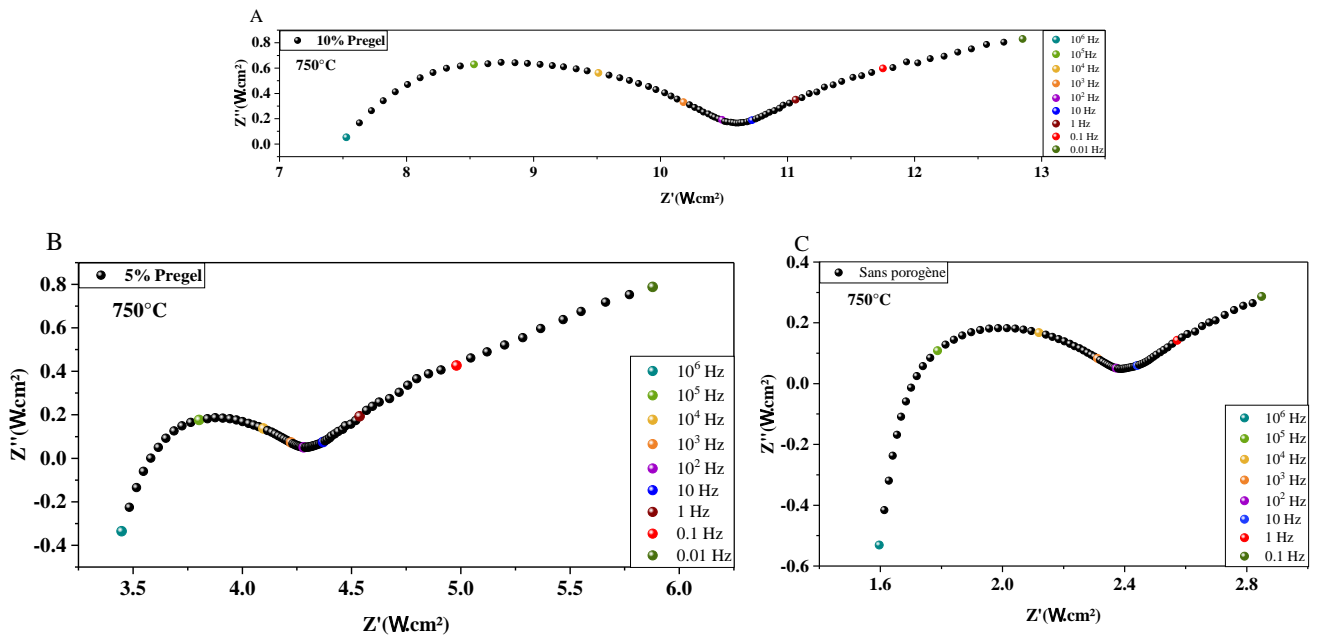 A
10% Pregel
750°C
Z''(W.cm²)
0.8
0.6
0.4
0.2
0.0
7
8
9
10
11
12
13
Z'(W.cm²)
10⁶ Hz
10⁵Hz
10⁴ Hz
10³ Hz
10² Hz
10 Hz
1 Hz
0.1 Hz
0.01 Hz
B
5% Pregel
750°C
Z''(W.cm²)
0.8
0.6
0.4
0.2
0.0
-0.2
-0.4
3.5
4.0
4.5
5.0
5.5
6.0
Z'(W.cm²)
10⁶ Hz
10⁵ Hz
10⁴ Hz
10³ Hz
10² Hz
10 Hz
1 Hz
0.1 Hz
0.01 Hz
C
Sans porogène
750°C
Z''(W.cm²)
0.4
0.2
0.0
-0.2
-0.4
-0.6
1.6
2.0
2.4
2.8
Z'(W.cm²)
10⁶ Hz
10⁵ Hz
10⁴ Hz
10³ Hz
10² Hz
10 Hz
1 Hz
0.1 Hz